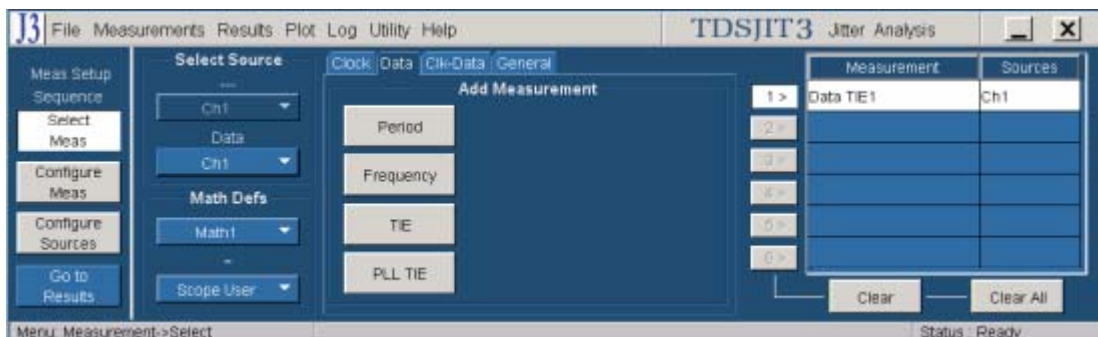 J3 File Measurements Results Plot Log Utility Help TDSJIT3 Jitter Analysis
Meas Setup
Sequence
Select
Meas
Configure
Meas
Configure
Sources
Go to
Results
Select Source
---
Ch1
Data
Ch1
Math Defs
Math1
=
Scope User
Clock Data Clk-Data General
Add Measurement
Period
Frequency
TIE
PLL TIE
1 >
2 >
3 >
4 >
5 >
6 >
Measurement Sources
Data TIE1 Ch1
Clear Clear All
Menu: Measurement->Select Status : Ready